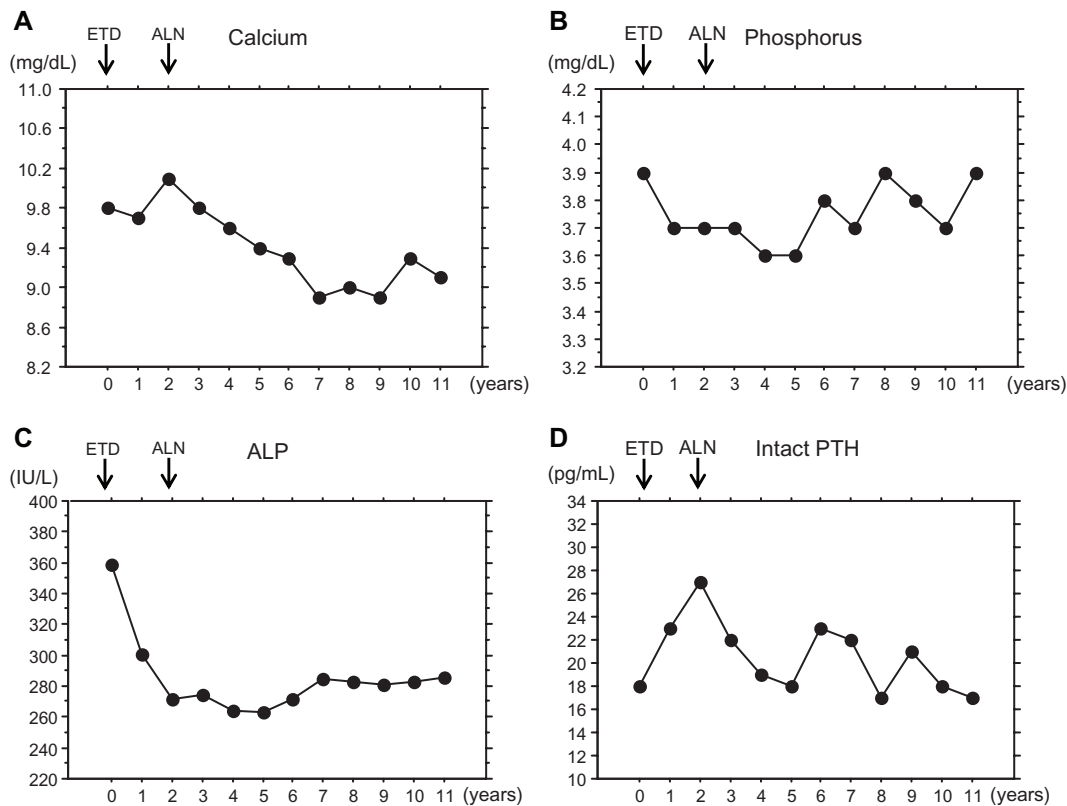 A
ETD ALN Calcium
(mg/dL)
11.0
10.6
10.2
9.8
9.4
9.0
8.6
8.2
0 1 2 3 4 5 6 7 8 9 10 11 (years)
B
ETD ALN Phosphorus
(mg/dL)
4.2
4.1
4.0
3.9
3.8
3.7
3.6
3.5
3.4
3.3
3.2
0 1 2 3 4 5 6 7 8 9 10 11 (years)
C
ETD ALN ALP
(IU/L)
400
380
360
340
320
300
280
260
240
220
0 1 2 3 4 5 6 7 8 9 10 11 (years)
D
ETD ALN Intact PTH
(pg/mL)
34
32
30
28
26
24
22
20
18
16
14
12
10
0 1 2 3 4 5 6 7 8 9 10 11 (years)